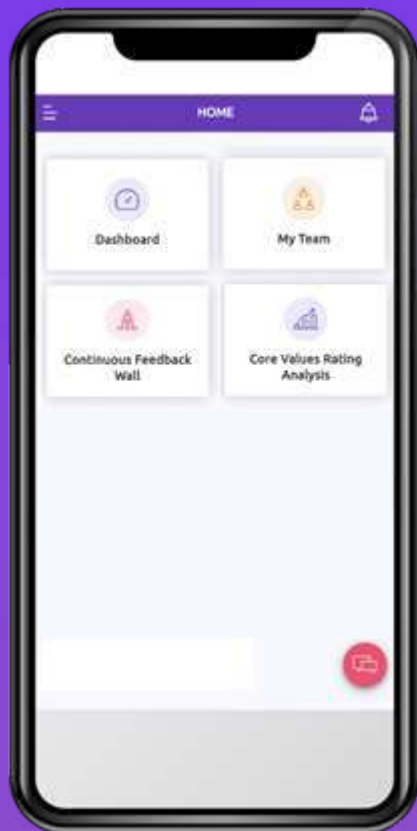 HOME
Dashboard
My Team
Continuous Feedback
Wall
Core Values Rating
Analysis